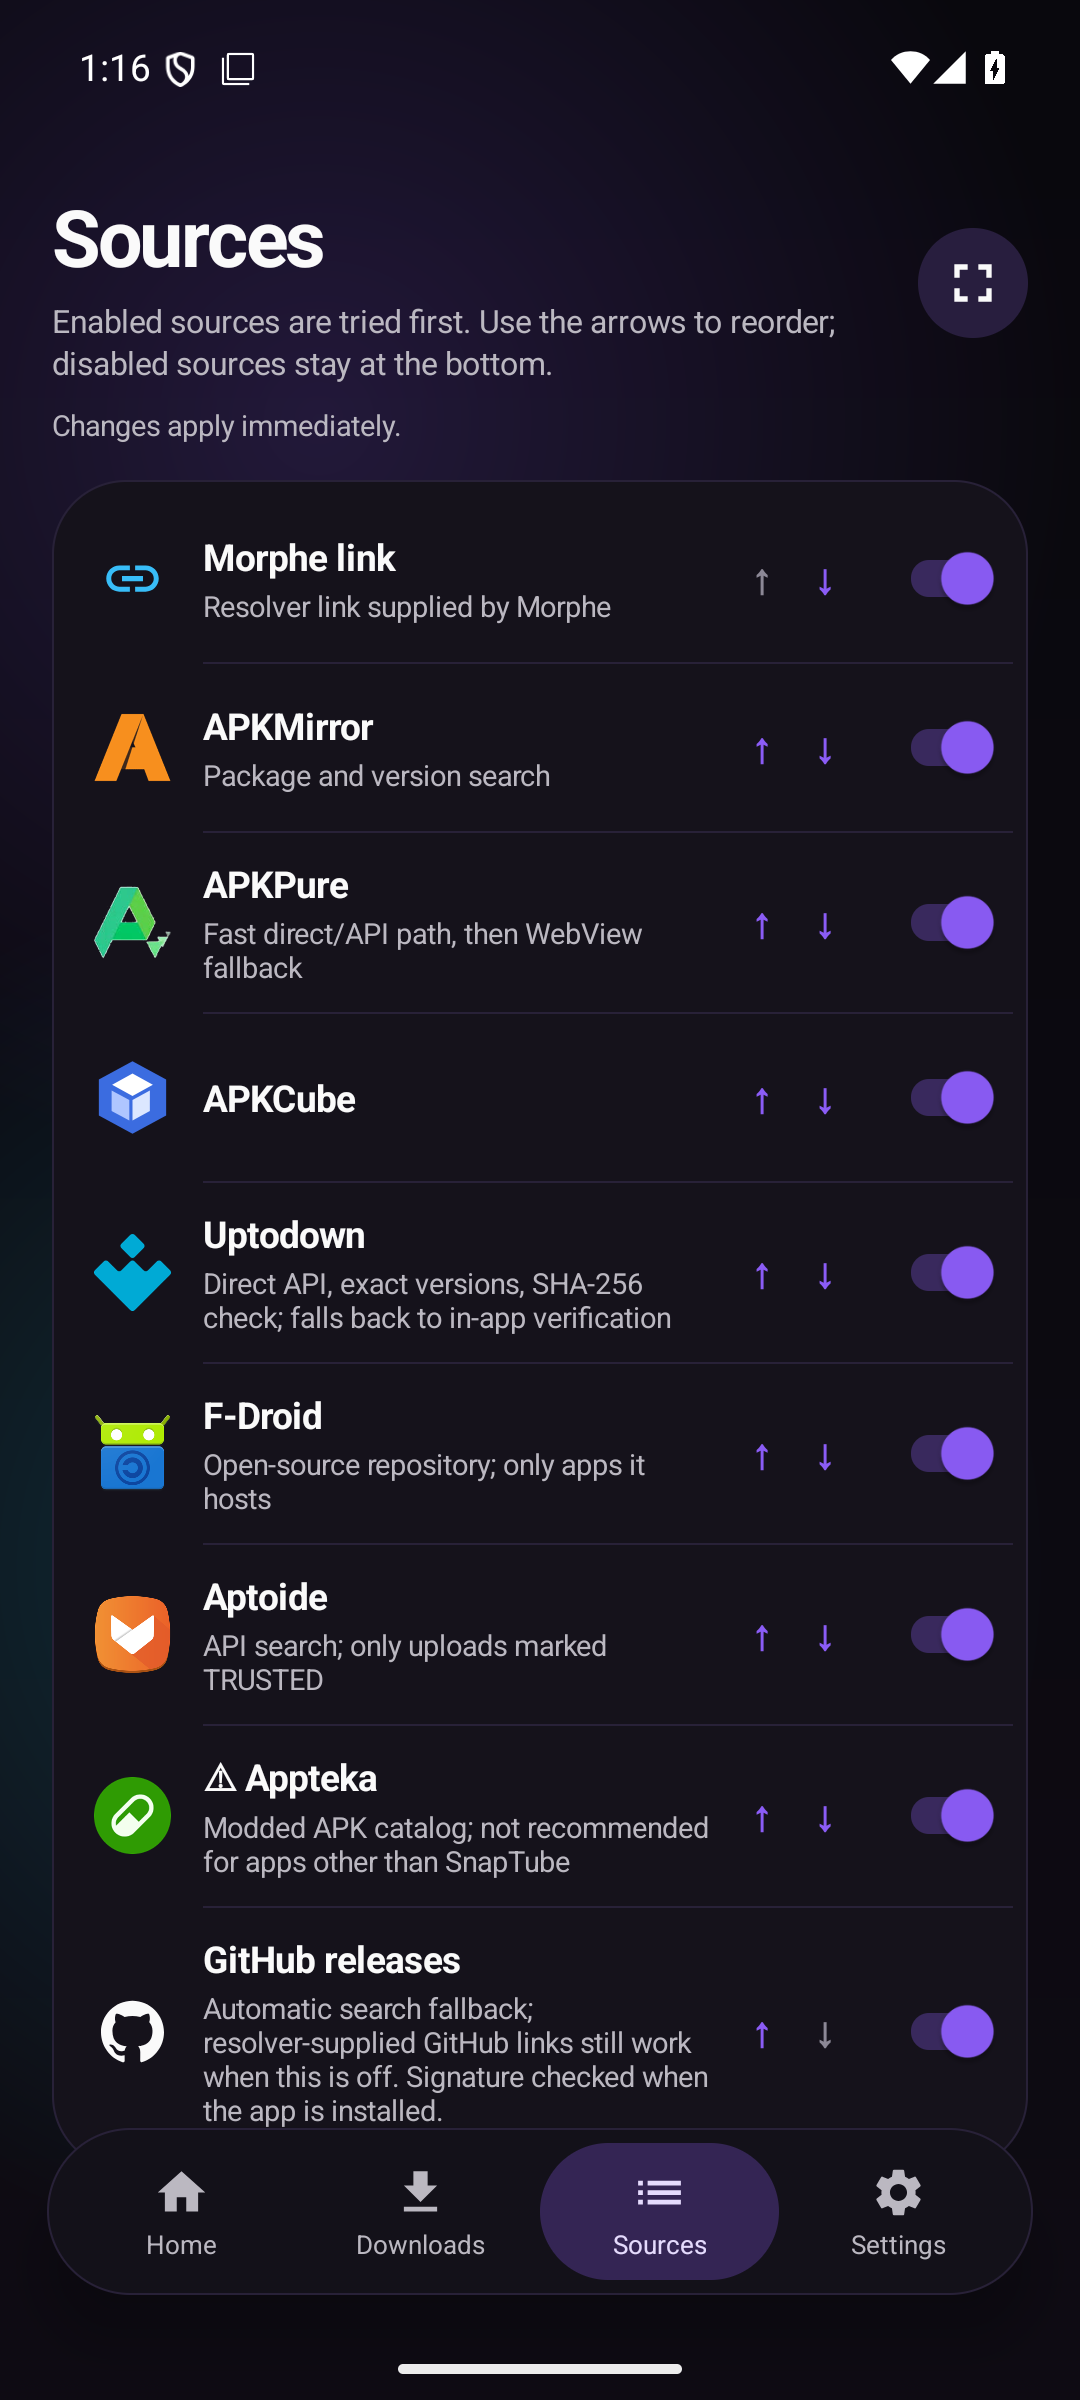 1:16
Sources
Enabled sources are tried first. Use the arrows to reorder;
disabled sources stay at the bottom.
Changes apply immediately.
Morphe link
Resolver link supplied by Morphe
↑ ↓
APKMirror
Package and version search
↑ ↓
APKPure
Fast direct/API path, then WebView
fallback
↑ ↓
APKCube
↑ ↓
Uptodown
Direct API, exact versions, SHA-256
check; falls back to in-app verification
↑ ↓
F-Droid
Open-source repository; only apps it
hosts
↑ ↓
Aptoide
API search; only uploads marked
TRUSTED
↑ ↓
⚠ Appteka
Modded APK catalog; not recommended
for apps other than SnapTube
↑ ↓
GitHub releases
Automatic search fallback;
resolver-supplied GitHub links still work
when this is off. Signature checked when
the app is installed.
↑ ↓
Home
Downloads
Sources
Settings